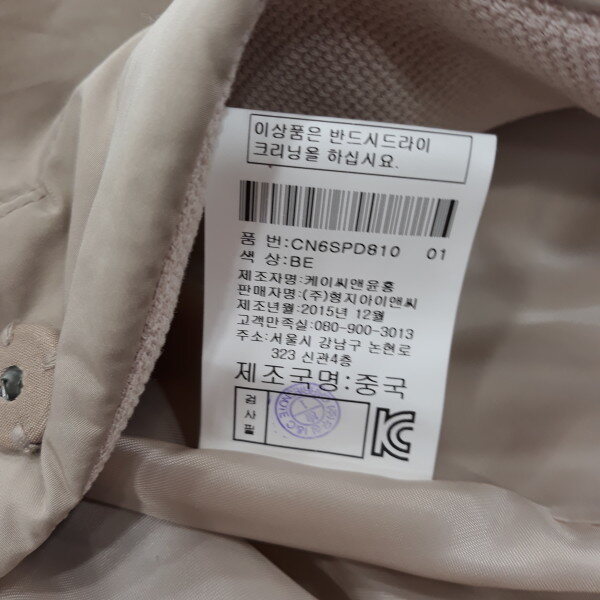 이상품은 반드시드라이
크리닝을 하십시요.
품 번:CN6SPD810 01
색 상:BE
제조자명:케이씨앤윤홍
판매자명:(주)형지아이앤씨
제조년월:2015년 12월
고객만족실:080-900-3013
주소:서울시 강남구 논현로
323 신관4층
제조국명:중국
검사필
KC